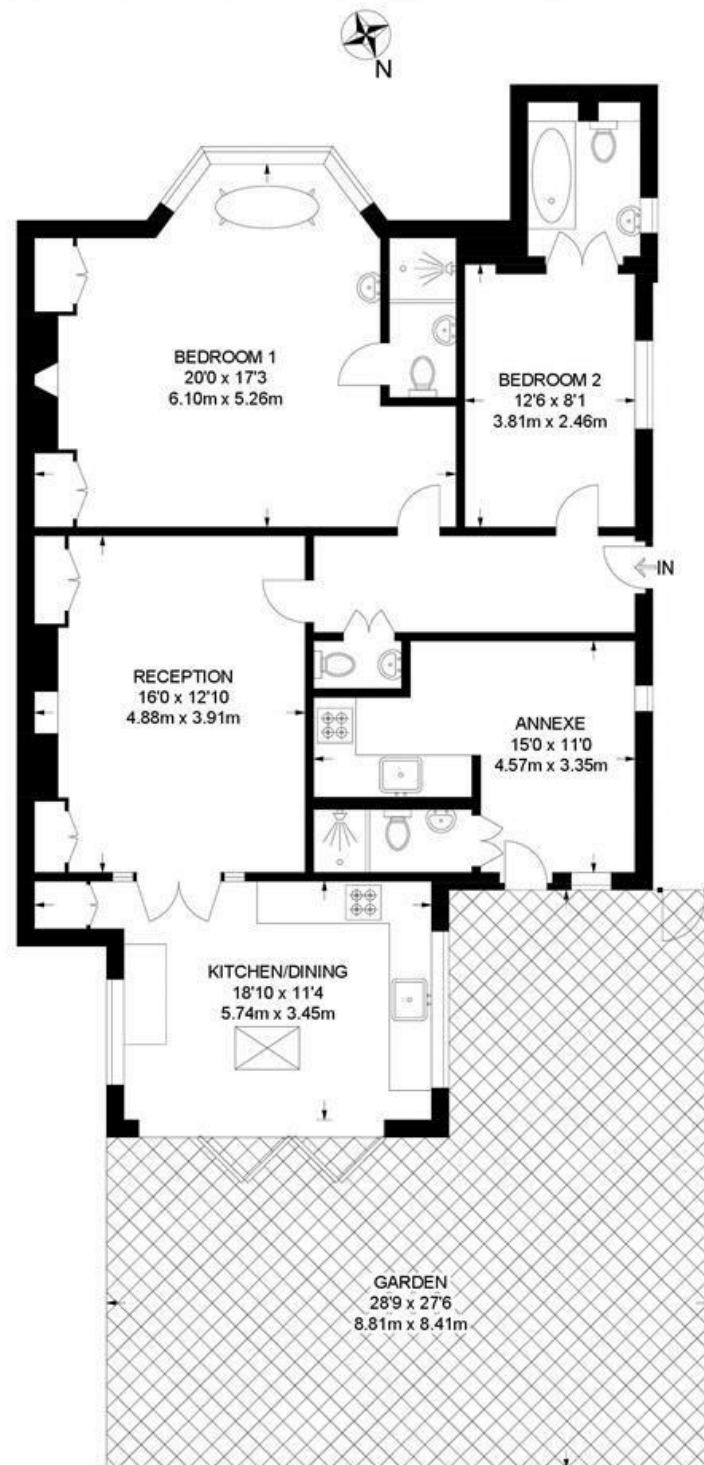 N
BEDROOM 1
20'0 x 17'3
6.10m x 5.26m
BEDROOM 2
12'6 x 8'1
3.81m x 2.46m
IN
RECEPTION
16'0 x 12'10
4.88m x 3.91m
ANNEXE
15'0 x 11'0
4.57m x 3.35m
KITCHEN/DINING
18'10 x 11'4
5.74m x 3.45m
GARDEN
28'9 x 27'6
8.81m x 8.41m